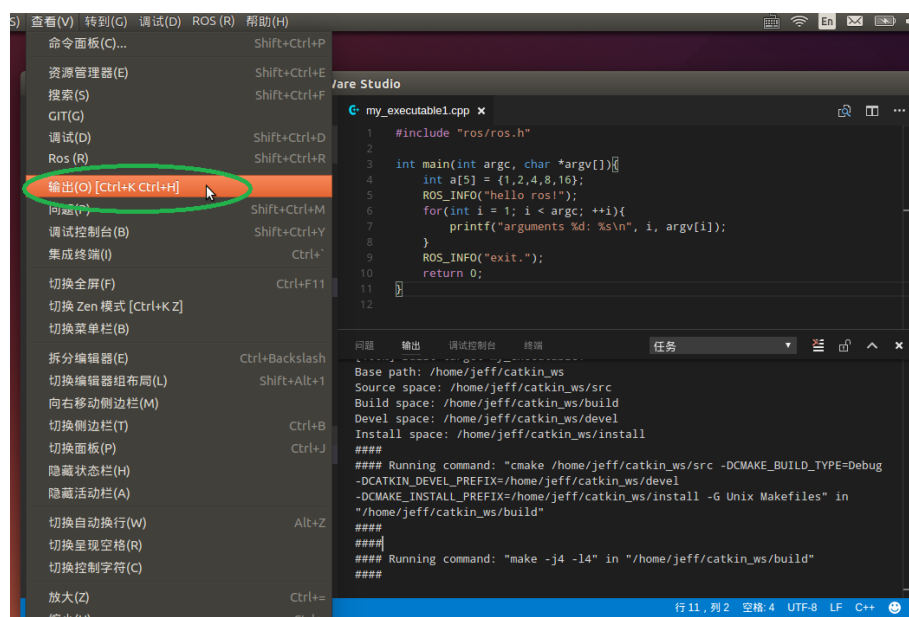 S) 查看(V) 转到(G) 调试(D) ROS(R) 帮助(H) En
命令面板(C)... Shift+Ctrl+P
资源管理器(E) Shift+Ctrl+E
搜索(S) Shift+Ctrl+F
GIT(G)
调试(D) Shift+Ctrl+D
Ros (R) Shift+Ctrl+R
输出(O) [Ctrl+K Ctrl+H]
问题(P) Shift+Ctrl+M
调试控制台(B) Shift+Ctrl+Y
集成终端(I) Ctrl+`
切换全屏(F) Ctrl+F11
切换 Zen 模式 [Ctrl+K Z]
切换菜单栏(B)
拆分编辑器(E) Ctrl+Backslash
切换编辑器组布局(L) Shift+Alt+1
向右移动侧边栏(M)
切换侧边栏(T) Ctrl+B
切换面板(P) Ctrl+J
隐藏状态栏(H)
隐藏活动栏(A)
切换自动换行(W) Alt+Z
切换呈现空格(R)
切换控制字符(C)
放大(Z) Ctrl+=
Ware Studio
my_executable1.cpp ×
1 #include "ros/ros.h"
2
3 int main(int argc, char *argv[]){
4 int a[5] = {1,2,4,8,16};
5 ROS_INFO("hello ros!");
6 for(int i = 1; i < argc; ++i){
7 printf("arguments %d: %s\n", i, argv[i]);
8 }
9 ROS_INFO("exit.");
10 return 0;
11 }
12
问题 输出 调试控制台 终端 任务
Base path: /home/jeff/catkin_ws
Source space: /home/jeff/catkin_ws/src
Build space: /home/jeff/catkin_ws/build
Devel space: /home/jeff/catkin_ws/devel
Install space: /home/jeff/catkin_ws/install
####
#### Running command: "cmake /home/jeff/catkin_ws/src -DCMAKE_BUILD_TYPE=Debug
-DCATKIN_DEVEL_PREFIX=/home/jeff/catkin_ws/devel
-DCMAKE_INSTALL_PREFIX=/home/jeff/catkin_ws/install -G Unix Makefiles" in
"/home/jeff/catkin_ws/build"
####
####
#### Running command: "make -j4 -l4" in "/home/jeff/catkin_ws/build"
####
行 11，列 2 空格: 4 UTF-8 LF C++